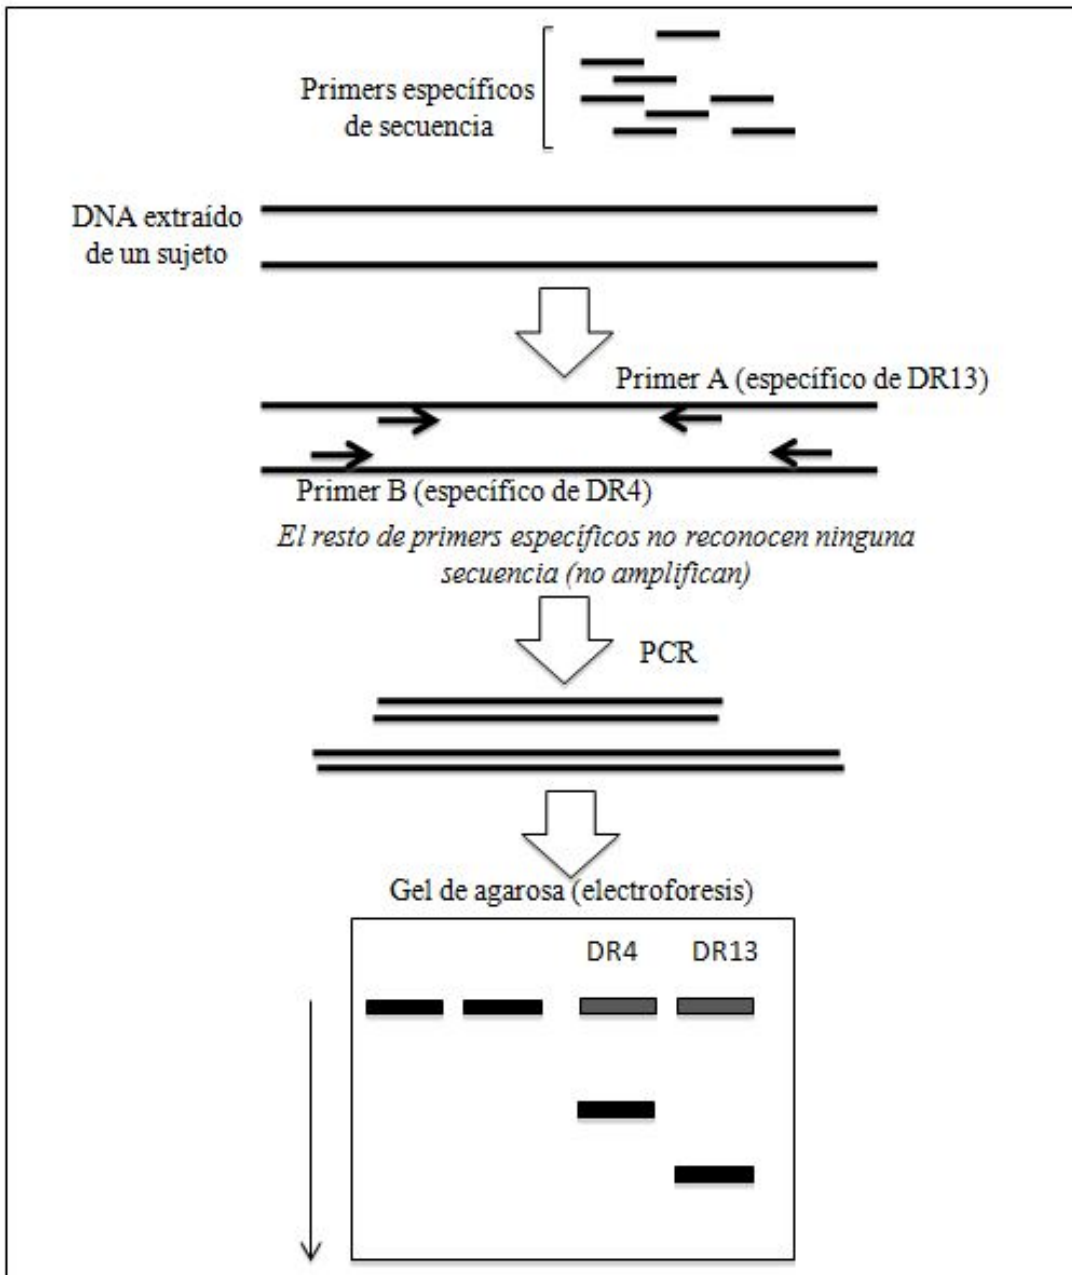 Primers específicos
de secuencia
DNA extraído
de un sujeto
Primer A (específico de DR13)
Primer B (específico de DR4)
El resto de primers específicos no reconocen ninguna
secuencia (no amplifican)
PCR
Gel de agarosa (electroforesis)
DR4 DR13